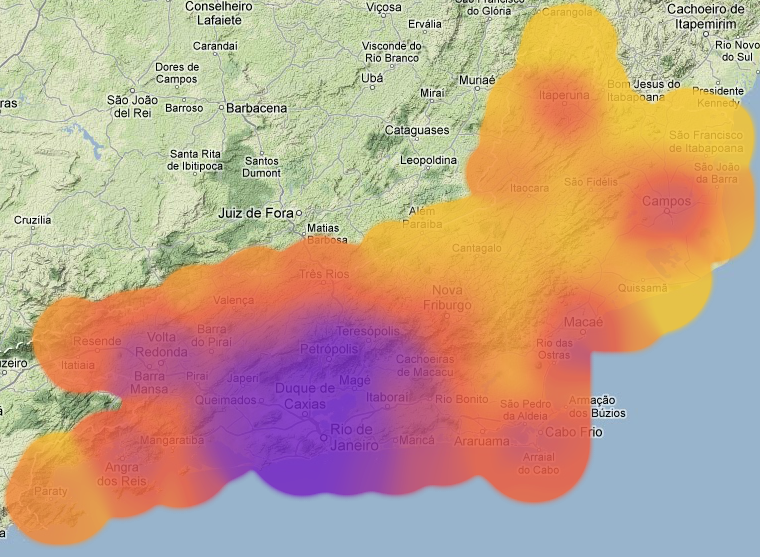 Conselheiro
Lafaiete
Viçosa
São Francisco
do Glória
Carangola
Cachoeiro de
Itapemirim
Ervália
Carandaí
Visconde do
Rio Branco
Rio Novo
do Sul
Dores de
Campos
Ubá
Muriaé
Miraí
Itaperuna
Bom Jesus do
Itabapoana
Presidente
Kennedy
ras
São João
del Rei
Barroso
Barbacena
Cataguases
São Francisco
de Itabapoana
Santa Rita
de Ibitipoca
Santos
Dumont
Leopoldina
São João
da Barra
Itaocara
São Fidélis
Campos
Cruzília
Juiz de Fora
Matias
Barbosa
Além
Paraíba
Cantagalo
Três Rios
Quissamã
Valença
Nova
Friburgo
Macaé
Resende
Volta
Redonda
Barra
do Piraí
Teresópolis
Petrópolis
Rio das
Ostras
Itatiaia
uzeiro
Barra
Mansa
Piraí
Japeri
Magé
Cachoeiras
de Macacu
Queimados
Duque de
Caxias
Itaboraí
Rio Bonito
São Pedro
da Aldeia
Armação
dos Búzios
Mangaratiba
Rio de
Janeiro
Maricá
Araruama
Cabo Frio
Angra
dos Reis
Arraial
do Cabo
Paraty
a